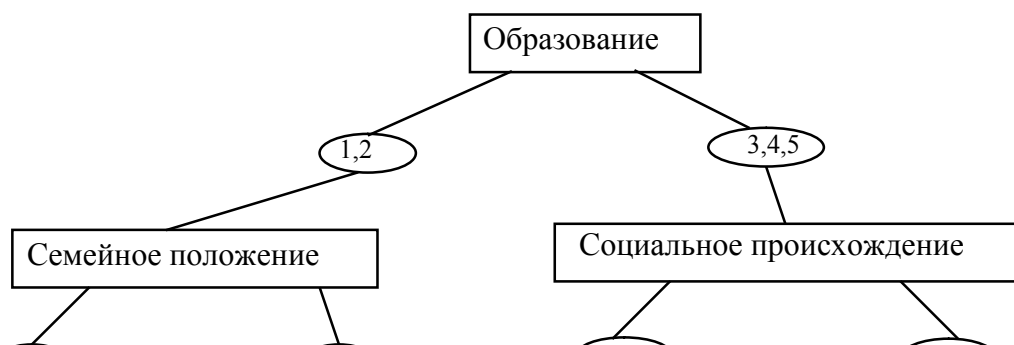 Образование
1,2
3,4,5
Семейное положение
Социальное происхождение